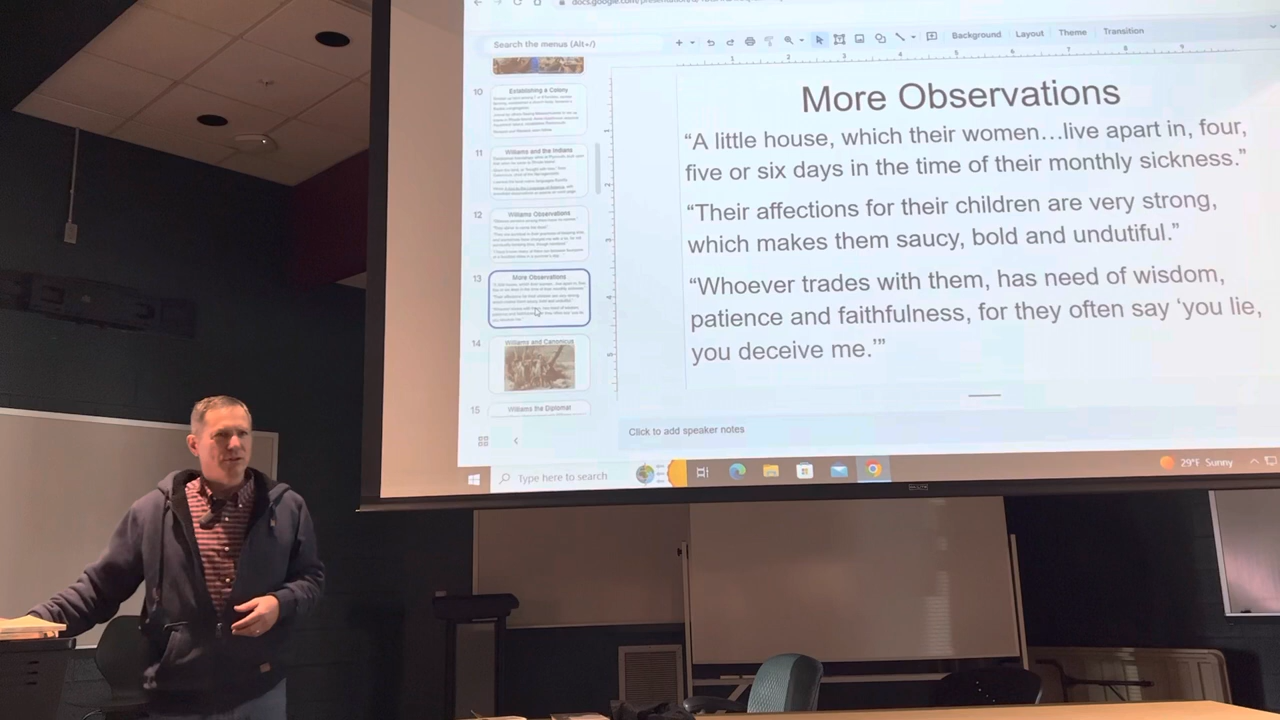 docs.google.com/presentation
Search the menus (Alt+/)
Background
Layout
Theme
Transition
10
Establishing a Colony
11
Williams and the Indians
12
Williams Observations
13
More Observations
14
Williams and Canonicus
15
Williams the Diplomat
More Observations
“A little house, which their women…live apart in, four,
five or six days in the time of their monthly sickness.
“Their affections for their children are very strong,
which makes them saucy, bold and undutiful.”
“Whoever trades with them, has need of wisdom
patience and faithfulness, for they often say ‘you lie,
you deceive me.’”
Click to add speaker notes
Type here to search
29°F Sunny